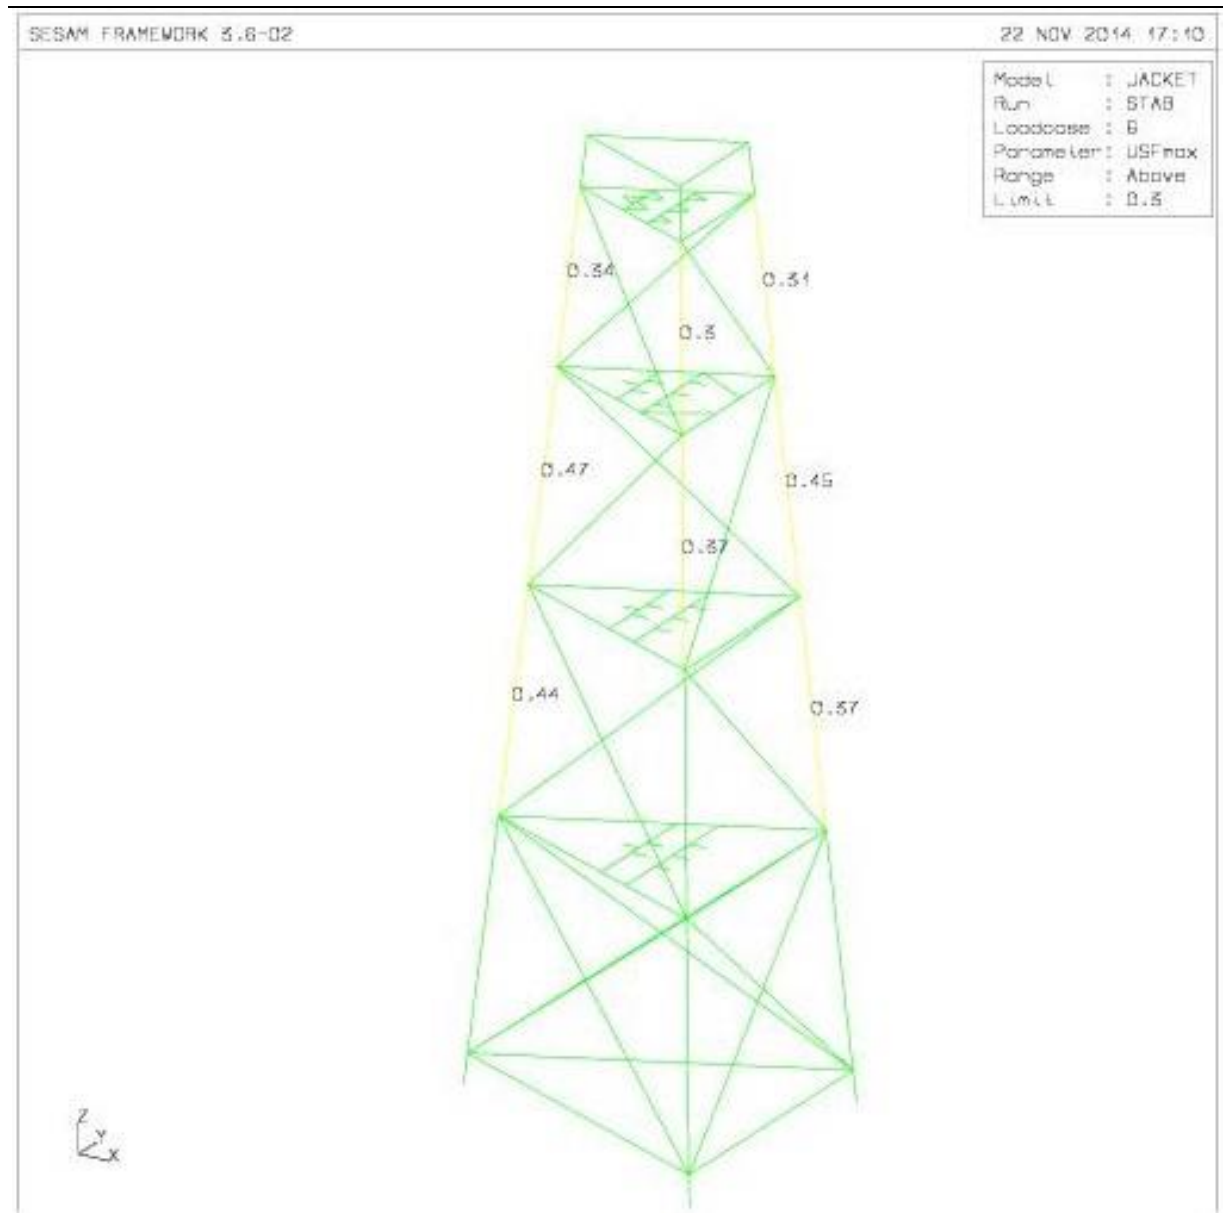 SESAM FRAMEWORK 3.6-02
22 NOV 2014 17:10
Model : JACKET
Run : STAB
Loadcase : 6
Parameter: USFmax
Range : Above
Limit : 0.3
0.34
0.31
0.3
0.47
0.45
0.37
0.44
0.37
Z
Y
X